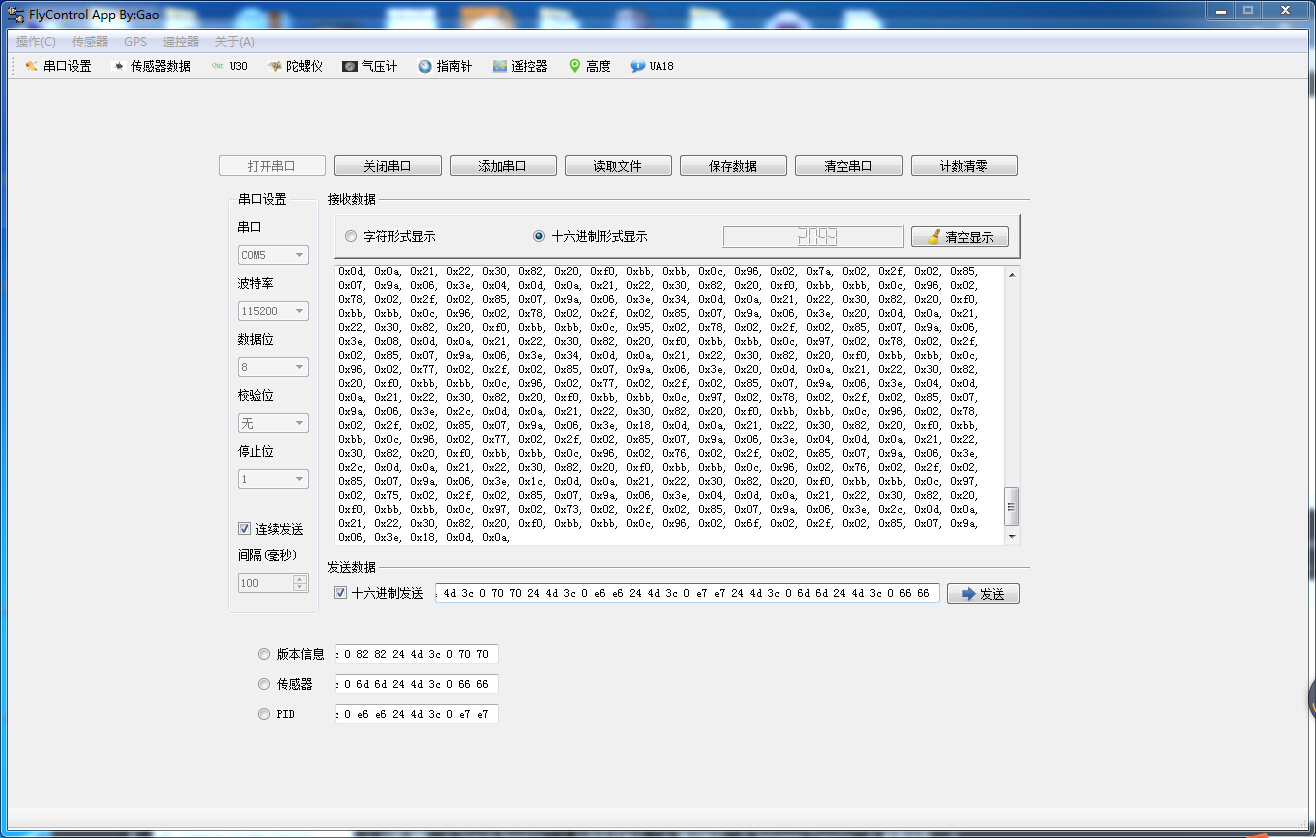 FlyControl App By:Gao
操作(C) 传感器 GPS 遥控器 关于(A)
串口设置 传感器数据 U30 陀螺仪 气压计 指南针 遥控器 高度 UA18
打开串口 关闭串口 添加串口 读取文件 保存数据 清空串口 计数清零
串口设置 接收数据
串口
字符形式显示 十六进制形式显示 2093 清空显示
COM5
波特率
115200
数据位
8
校验位
无
停止位
1
连续发送
间隔(毫秒)
100
0x0d, 0x0a, 0x21, 0x22, 0x30, 0x82, 0x20, 0xf0, 0xbb, 0xbb, 0x0c, 0x96, 0x02, 0x7a, 0x02, 0x2f, 0x02, 0x85,
0x07, 0x9a, 0x06, 0x3e, 0x04, 0x0d, 0x0a, 0x21, 0x22, 0x30, 0x82, 0x20, 0xf0, 0xbb, 0xbb, 0x0c, 0x96, 0x02,
0x78, 0x02, 0x2f, 0x02, 0x85, 0x07, 0x9a, 0x06, 0x3e, 0x34, 0x0d, 0x0a, 0x21, 0x22, 0x30, 0x82, 0x20, 0xf0,
0xbb, 0xbb, 0x0c, 0x96, 0x02, 0x78, 0x02, 0x2f, 0x02, 0x85, 0x07, 0x9a, 0x06, 0x3e, 0x20, 0x0d, 0x0a, 0x21,
0x22, 0x30, 0x82, 0x20, 0xf0, 0xbb, 0xbb, 0x0c, 0x95, 0x02, 0x78, 0x02, 0x2f, 0x02, 0x85, 0x07, 0x9a, 0x06,
0x3e, 0x08, 0x0d, 0x0a, 0x21, 0x22, 0x30, 0x82, 0x20, 0xf0, 0xbb, 0xbb, 0x0c, 0x97, 0x02, 0x78, 0x02, 0x2f,
0x02, 0x85, 0x07, 0x9a, 0x06, 0x3e, 0x34, 0x0d, 0x0a, 0x21, 0x22, 0x30, 0x82, 0x20, 0xf0, 0xbb, 0xbb, 0x0c,
0x96, 0x02, 0x77, 0x02, 0x2f, 0x02, 0x85, 0x07, 0x9a, 0x06, 0x3e, 0x20, 0x0d, 0x0a, 0x21, 0x22, 0x30, 0x82,
0x20, 0xf0, 0xbb, 0xbb, 0x0c, 0x96, 0x02, 0x77, 0x02, 0x2f, 0x02, 0x85, 0x07, 0x9a, 0x06, 0x3e, 0x04, 0x0d,
0x0a, 0x21, 0x22, 0x30, 0x82, 0x20, 0xf0, 0xbb, 0xbb, 0x0c, 0x97, 0x02, 0x78, 0x02, 0x2f, 0x02, 0x85, 0x07,
0x9a, 0x06, 0x3e, 0x2c, 0x0d, 0x0a, 0x21, 0x22, 0x30, 0x82, 0x20, 0xf0, 0xbb, 0xbb, 0x0c, 0x96, 0x02, 0x78,
0x02, 0x2f, 0x02, 0x85, 0x07, 0x9a, 0x06, 0x3e, 0x18, 0x0d, 0x0a, 0x21, 0x22, 0x30, 0x82, 0x20, 0xf0, 0xbb,
0xbb, 0x0c, 0x96, 0x02, 0x77, 0x02, 0x2f, 0x02, 0x85, 0x07, 0x9a, 0x06, 0x3e, 0x04, 0x0d, 0x0a, 0x21, 0x22,
0x30, 0x82, 0x20, 0xf0, 0xbb, 0xbb, 0x0c, 0x96, 0x02, 0x76, 0x02, 0x2f, 0x02, 0x85, 0x07, 0x9a, 0x06, 0x3e,
0x2c, 0x0d, 0x0a, 0x21, 0x22, 0x30, 0x82, 0x20, 0xf0, 0xbb, 0xbb, 0x0c, 0x96, 0x02, 0x76, 0x02, 0x2f, 0x02,
0x85, 0x07, 0x9a, 0x06, 0x3e, 0x1c, 0x0d, 0x0a, 0x21, 0x22, 0x30, 0x82, 0x20, 0xf0, 0xbb, 0xbb, 0x0c, 0x97,
0x02, 0x75, 0x02, 0x2f, 0x02, 0x85, 0x07, 0x9a, 0x06, 0x3e, 0x04, 0x0d, 0x0a, 0x21, 0x22, 0x30, 0x82, 0x20,
0xf0, 0xbb, 0xbb, 0x0c, 0x97, 0x02, 0x73, 0x02, 0x2f, 0x02, 0x85, 0x07, 0x9a, 0x06, 0x3e, 0x2c, 0x0d, 0x0a,
0x21, 0x22, 0x30, 0x82, 0x20, 0xf0, 0xbb, 0xbb, 0x0c, 0x96, 0x02, 0x6f, 0x02, 0x2f, 0x02, 0x85, 0x07, 0x9a,
0x06, 0x3e, 0x18, 0x0d, 0x0a,
发送数据
十六进制发送 4d 3c 0 70 70 24 4d 3c 0 e6 e6 24 4d 3c 0 e7 e7 24 4d 3c 0 6d 6d 24 4d 3c 0 66 66 发送
版本信息 0 82 82 24 4d 3c 0 70 70
传感器 0 6d 6d 24 4d 3c 0 66 66
PID 0 e6 e6 24 4d 3c 0 e7 e7